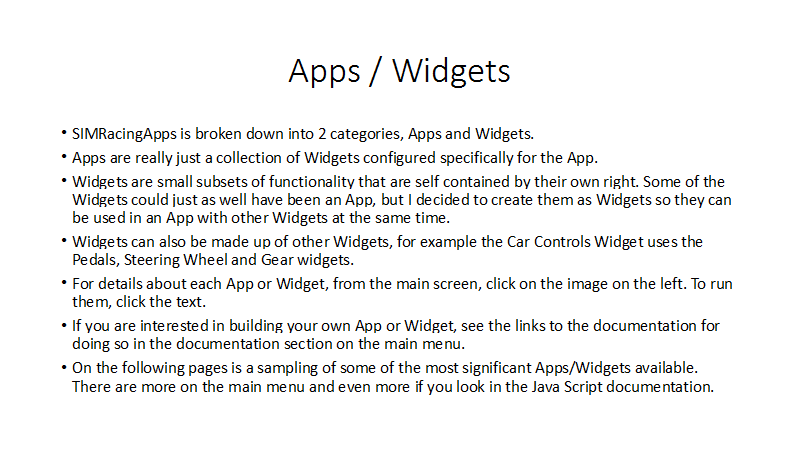 Apps / Widgets
• SIMRacingApps is broken down into 2 categories, Apps and Widgets.
• Apps are really just a collection of Widgets configured specifically for the App.
• Widgets are small subsets of functionality that are self contained by their own right. Some of the
Widgets could just as well have been an App, but I decided to create them as Widgets so they can
be used in an App with other Widgets at the same time.
• Widgets can also be made up of other Widgets, for example the Car Controls Widget uses the
Pedals, Steering Wheel and Gear widgets.
• For details about each App or Widget, from the main screen, click on the image on the left. To run
them, click the text.
• If you are interested in building your own App or Widget, see the links to the documentation for
doing so in the documentation section on the main menu.
• On the following pages is a sampling of some of the most significant Apps/Widgets available.
There are more on the main menu and even more if you look in the Java Script documentation.